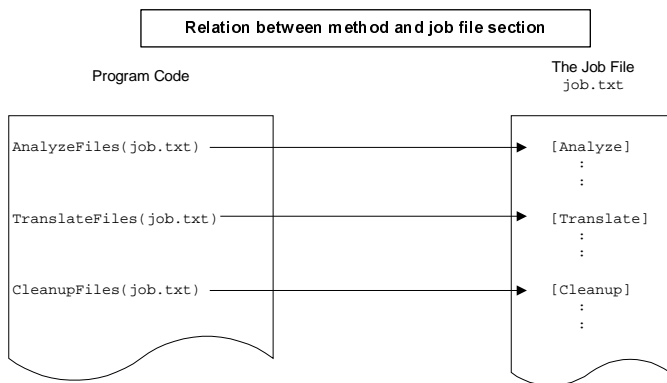 Relation between method and job file section
Program Code
The Job File
job.txt
AnalyzeFiles(job.txt)
[Analyze]
:
:
TranslateFiles(job.txt)
[Translate]
:
:
CleanupFiles(job.txt)
[Cleanup]
:
: